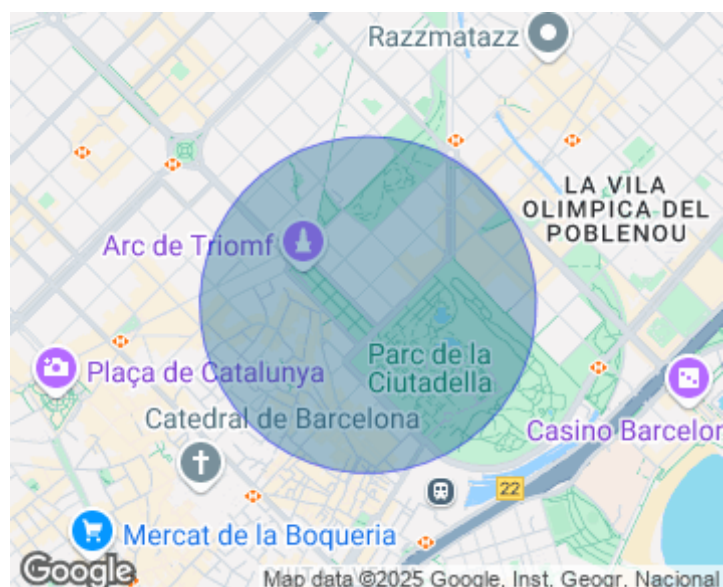 Razzmatazz
LA VILA
OLIMPICA DEL
POBLENOU
Arc de Triomf
Parc de la
Ciutadella
Plaça de Catalunya
Catedral de Barcelona
Casino Barcelon
22
Mercat de la Boqueria
Google
Map data ©2025 Google, Inst. Geogr. Nacional